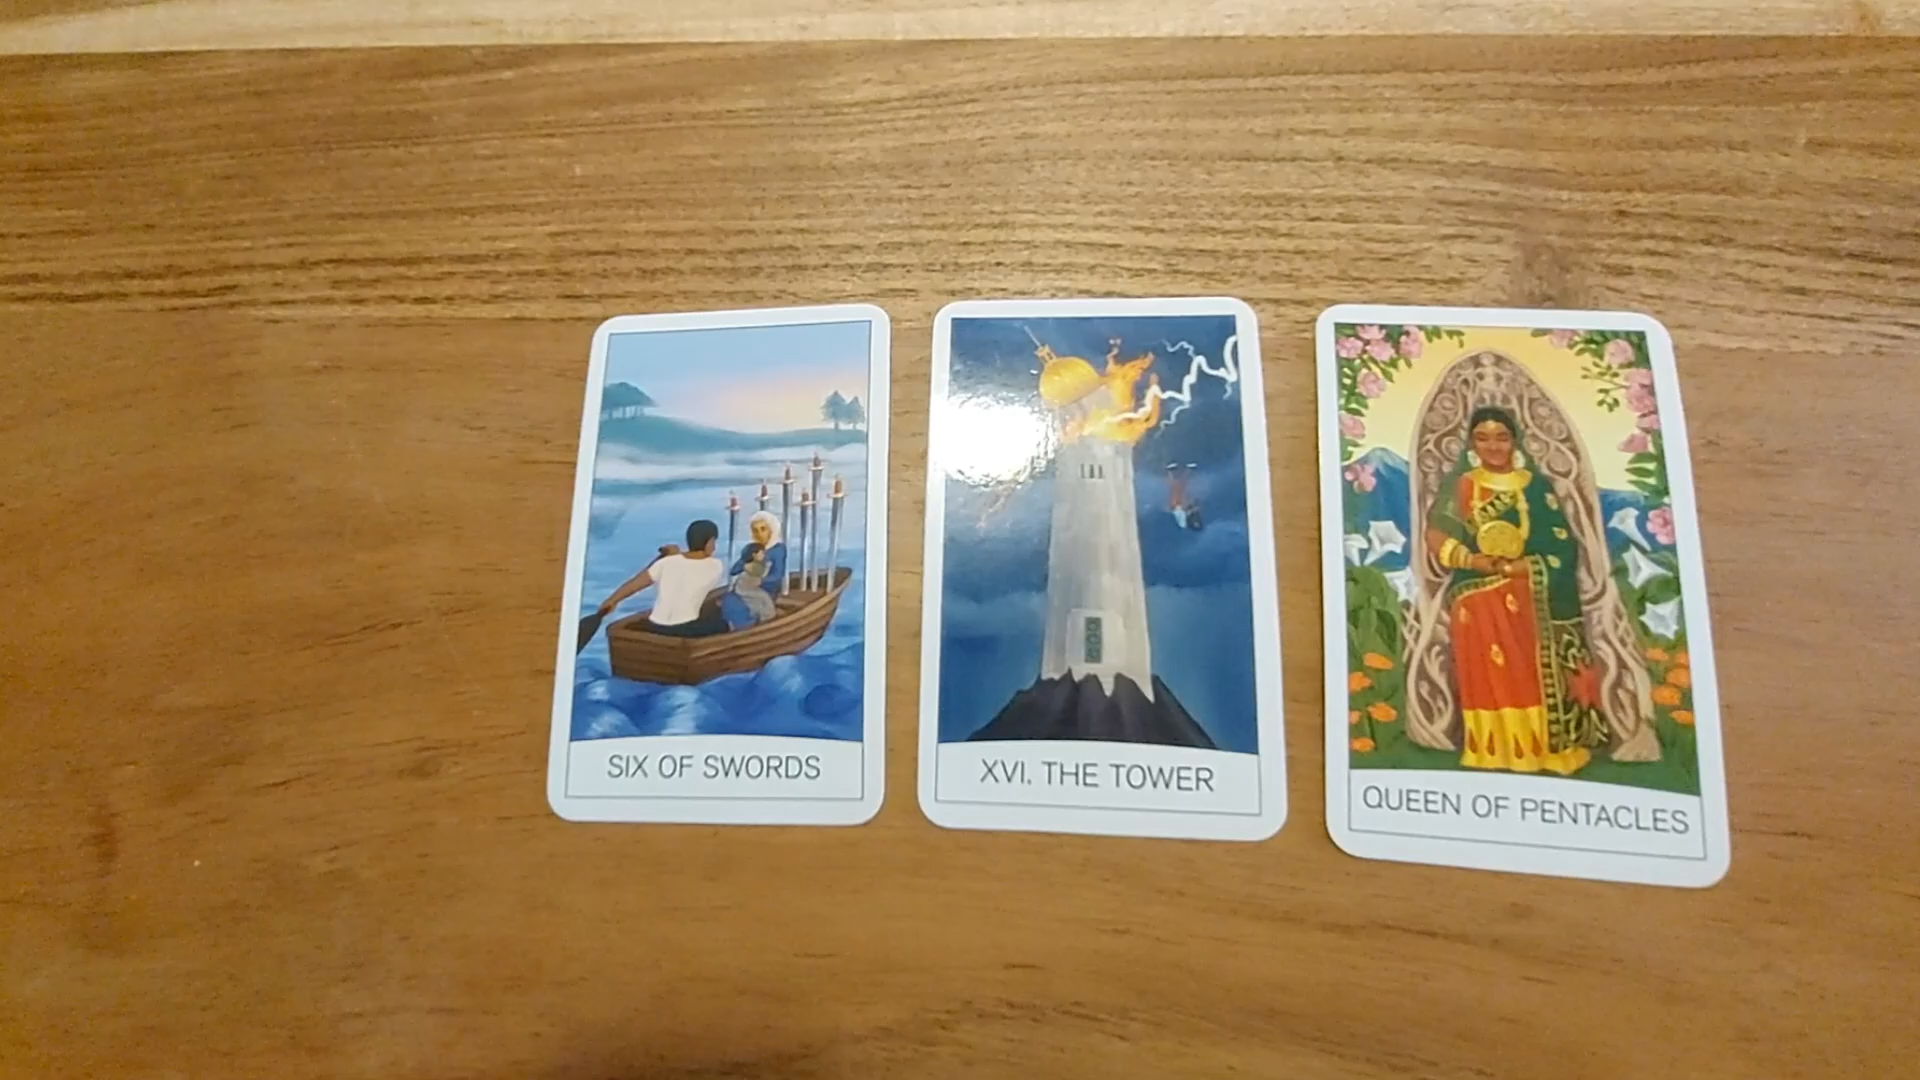 SIX OF SWORDS
XVI. THE TOWER
QUEEN OF PENTACLES